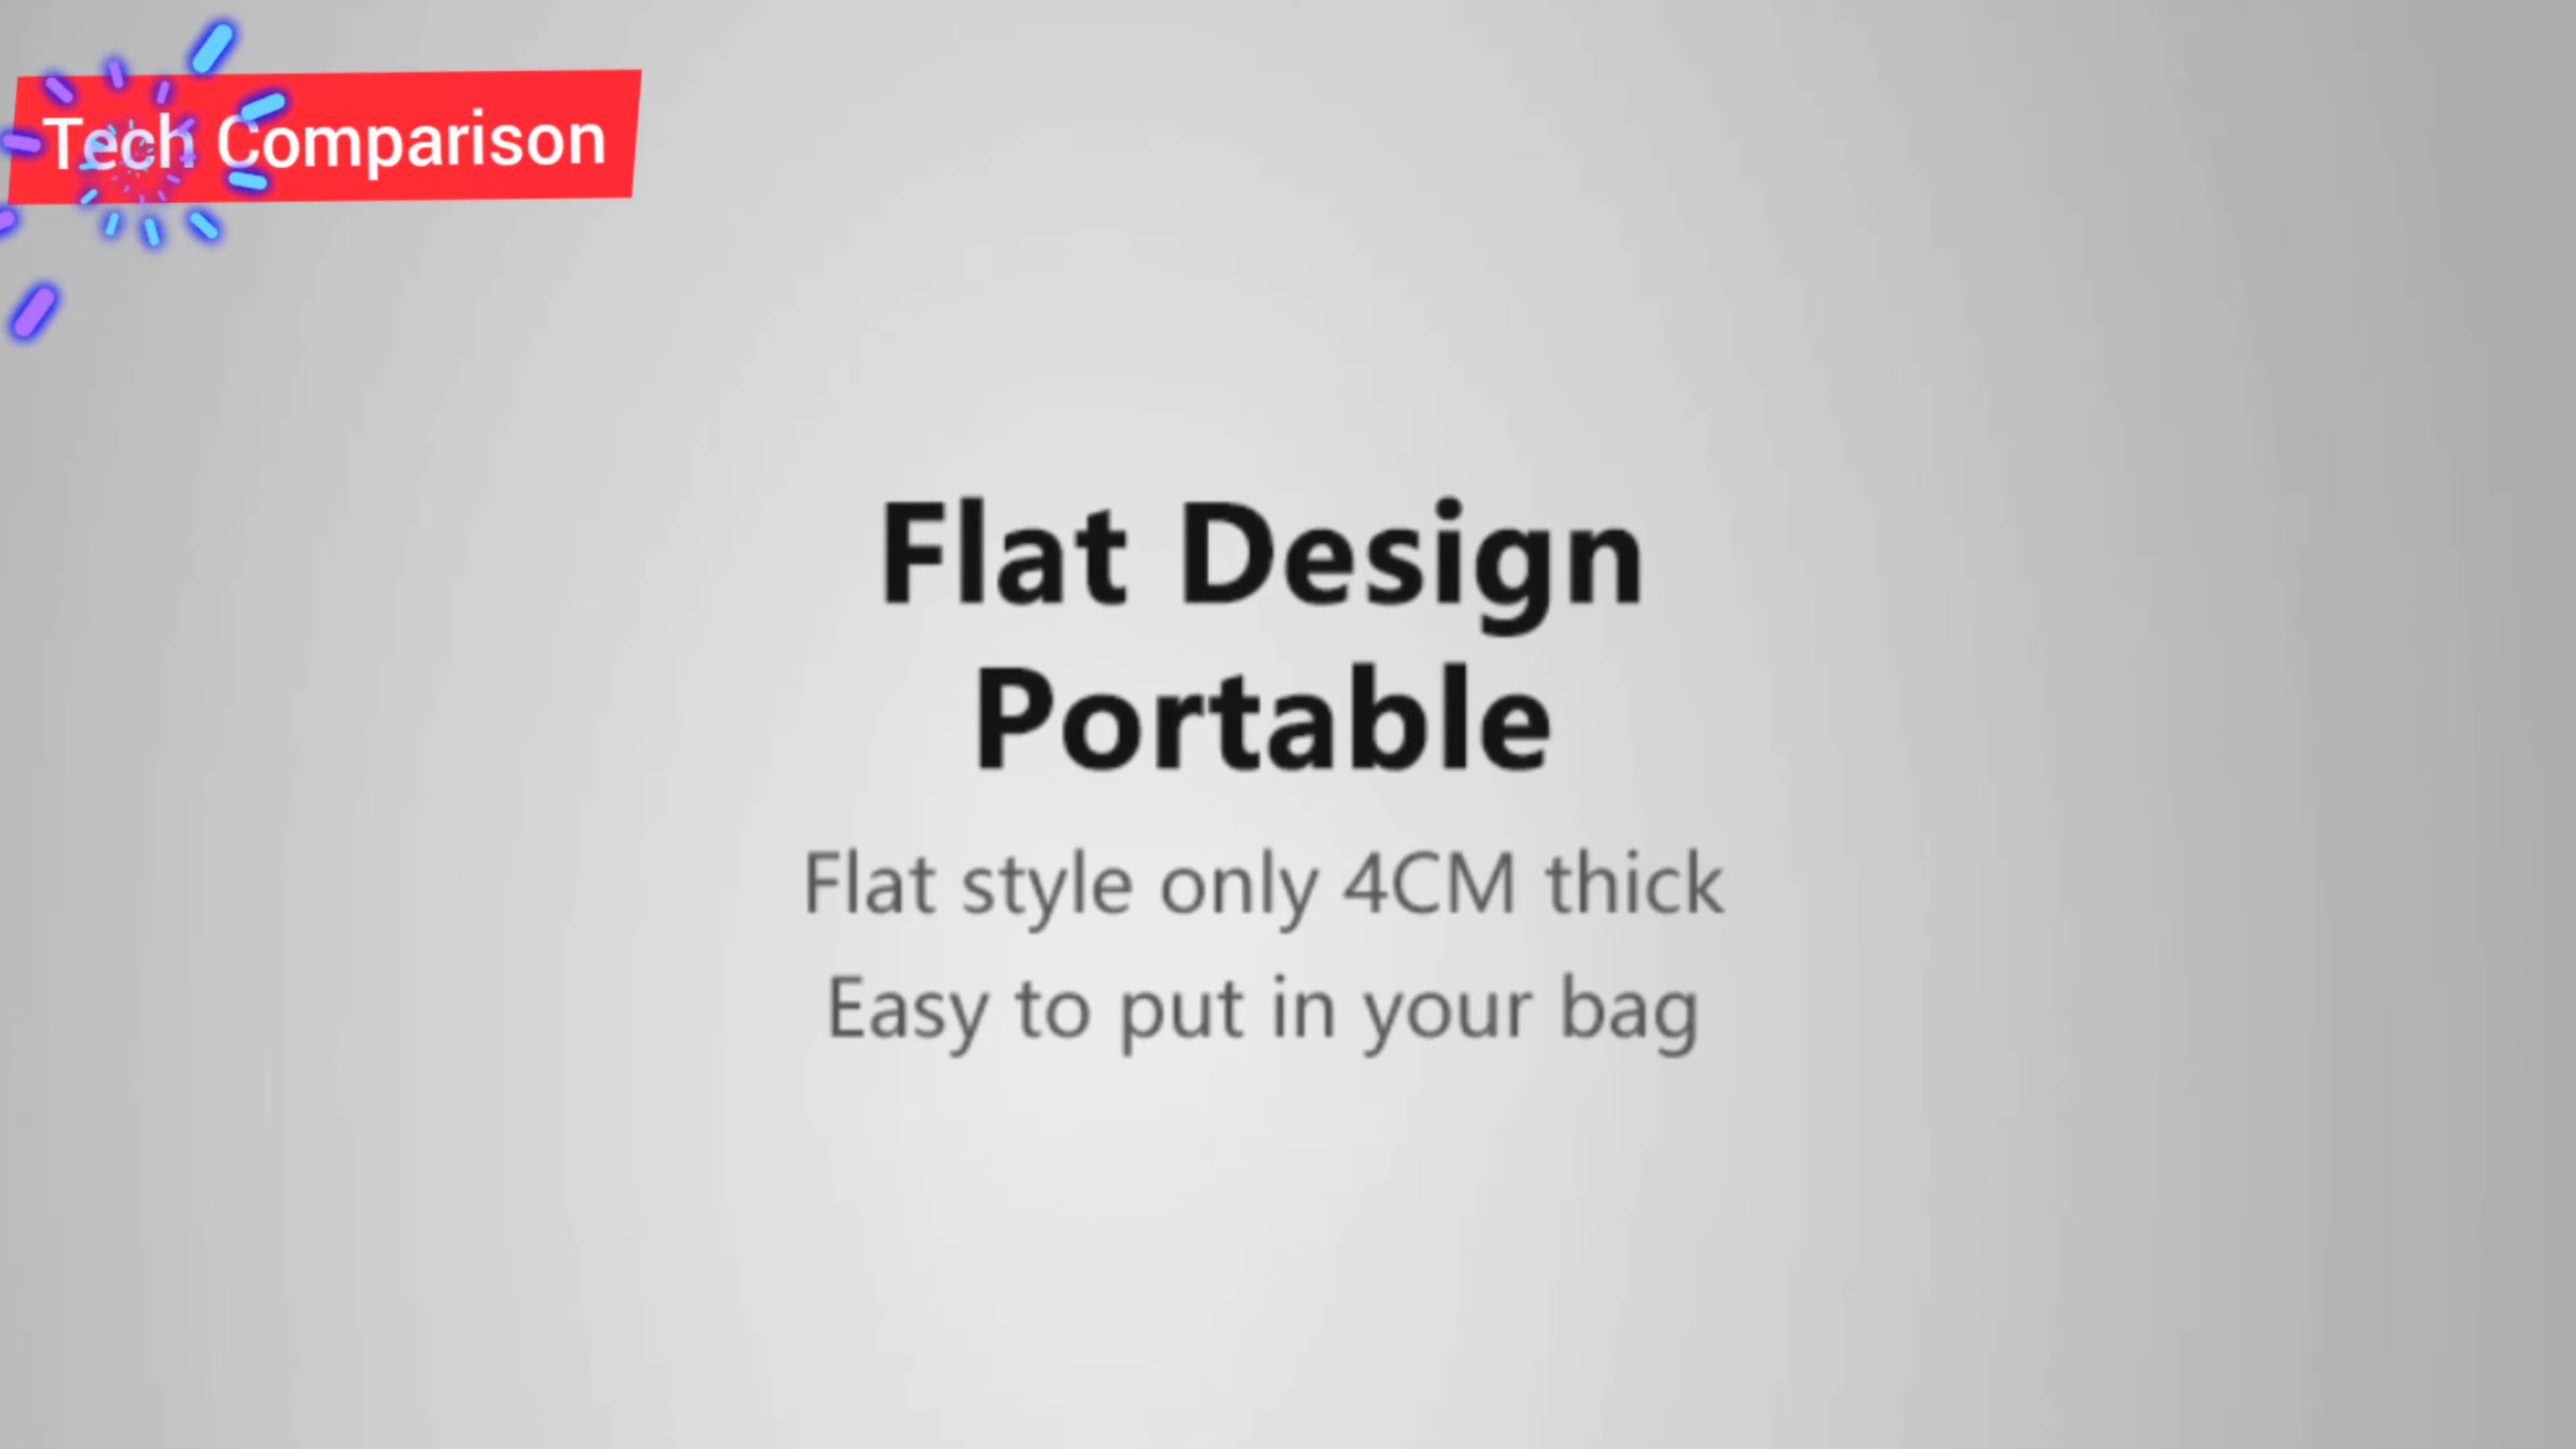 Tech Comparison
Flat Design
Portable
Flat style only 4CM thick
Easy to put in your bag